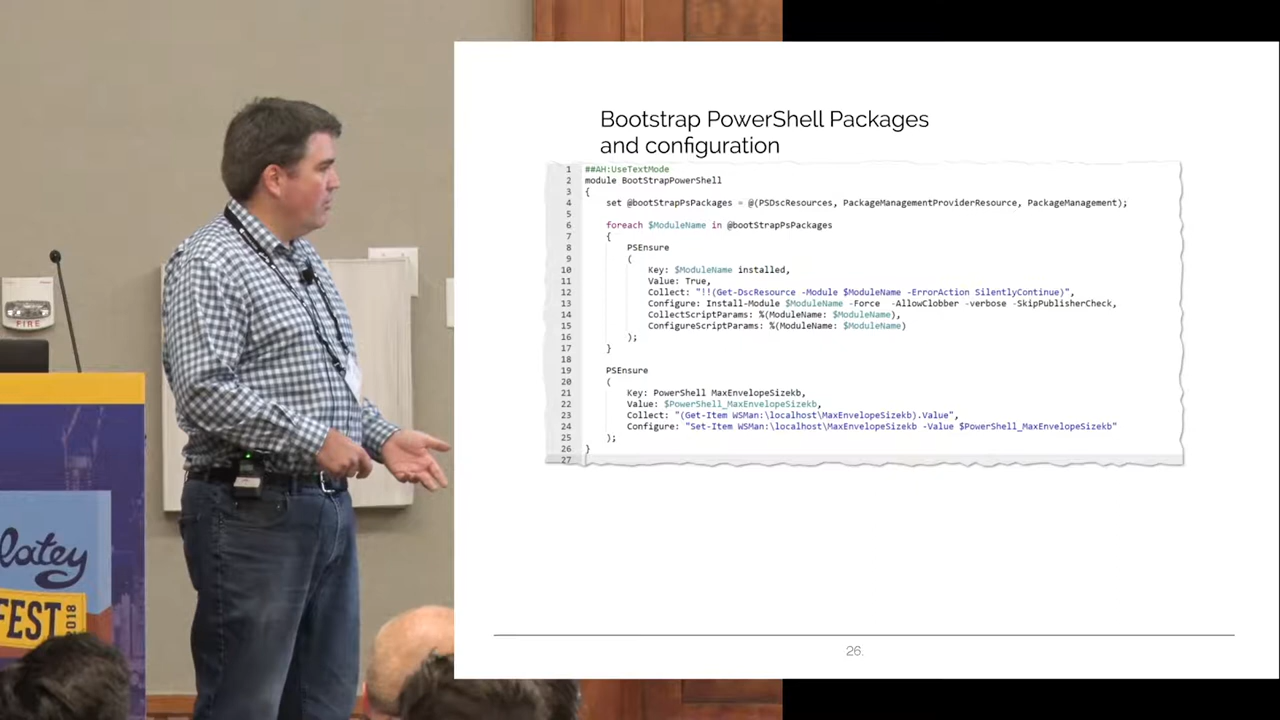 Bootstrap PowerShell Packages
and configuration
1 ##AH:UseTextMode
2 module BootStrapPowerShell
3 {
4 set @bootStrapPsPackages = @(PSDscResources, PackageManagementProviderResource, PackageManagement);
5
6 foreach $ModuleName in @bootStrapPsPackages
7 {
8 PSEnsure
9 (
10 Key: $ModuleName installed,
11 Value: True,
12 Collect: "!!(Get-DscResource -Module $ModuleName -ErrorAction SilentlyContinue)",
13 Configure: Install-Module $ModuleName -Force -AllowClobber -verbose -SkipPublisherCheck,
14 CollectScriptParams: %(ModuleName: $ModuleName),
15 ConfigureScriptParams: %(ModuleName: $ModuleName)
16 );
17 }
18
19 PSEnsure
20 (
21 Key: PowerShell MaxEnvelopeSizekb,
22 Value: $PowerShell_MaxEnvelopeSizekb,
23 Collect: "(Get-Item WSMan:\localhost\MaxEnvelopeSizekb).Value",
24 Configure: "Set-Item WSMan:\localhost\MaxEnvelopeSizekb -Value $PowerShell_MaxEnvelopeSizekb"
25 );
26 }
27
26.
FIRE
latey
FEST 2018